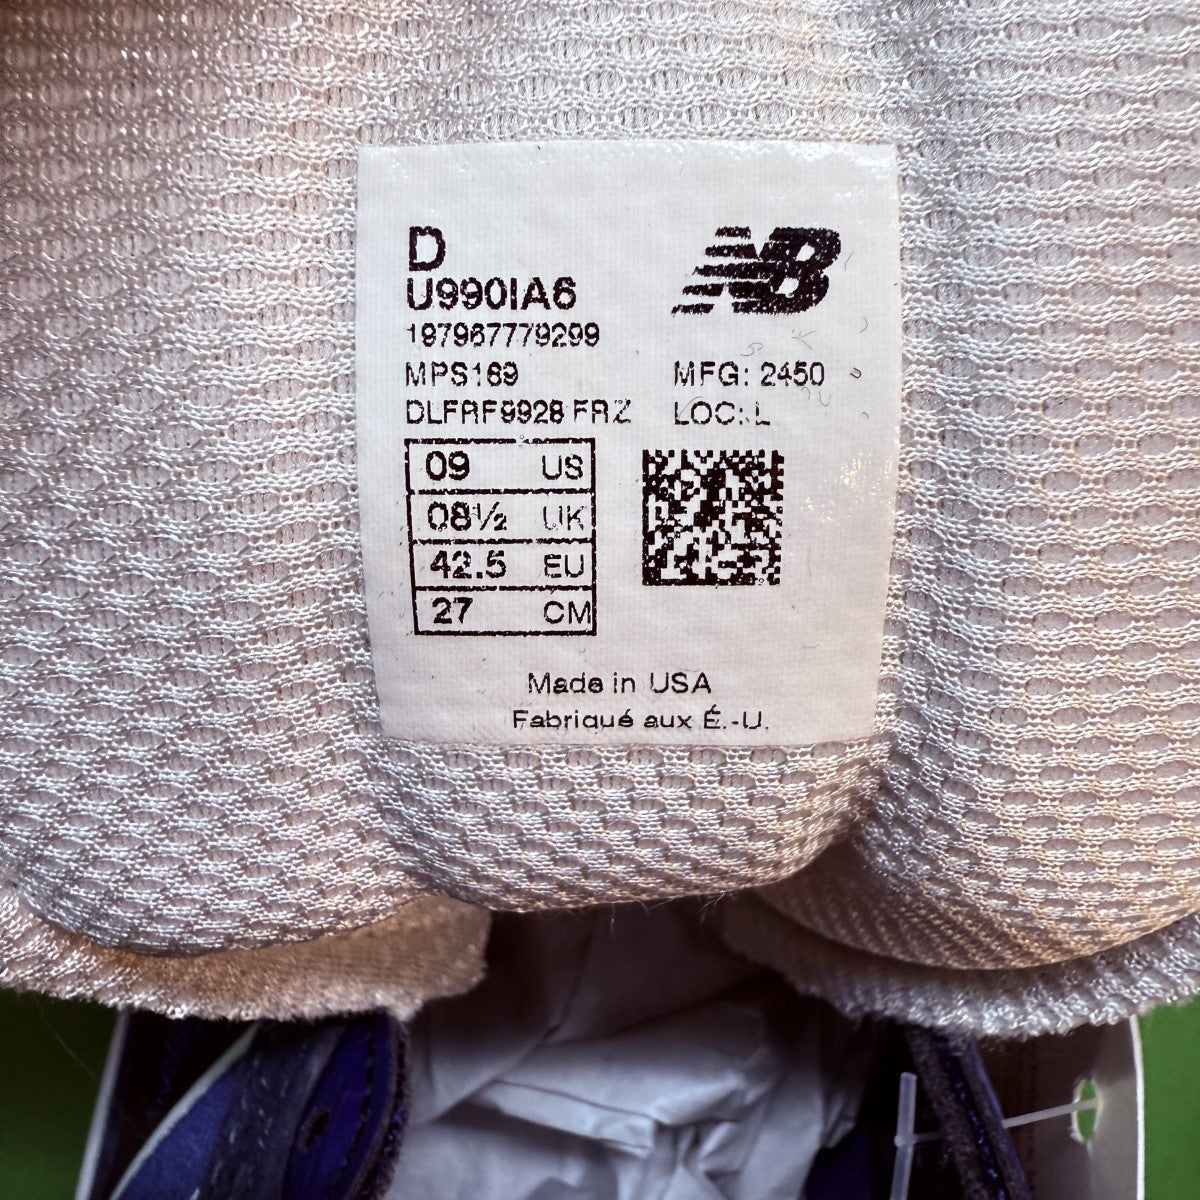 D
NB
U990IA6
197967779299
MPS169
MFG: 2450
DLFRF9928 FRZ
LOC: L
09 US
08½ UK
42.5 EU
27 CM
Made in USA
Fabriqué aux É.-U.